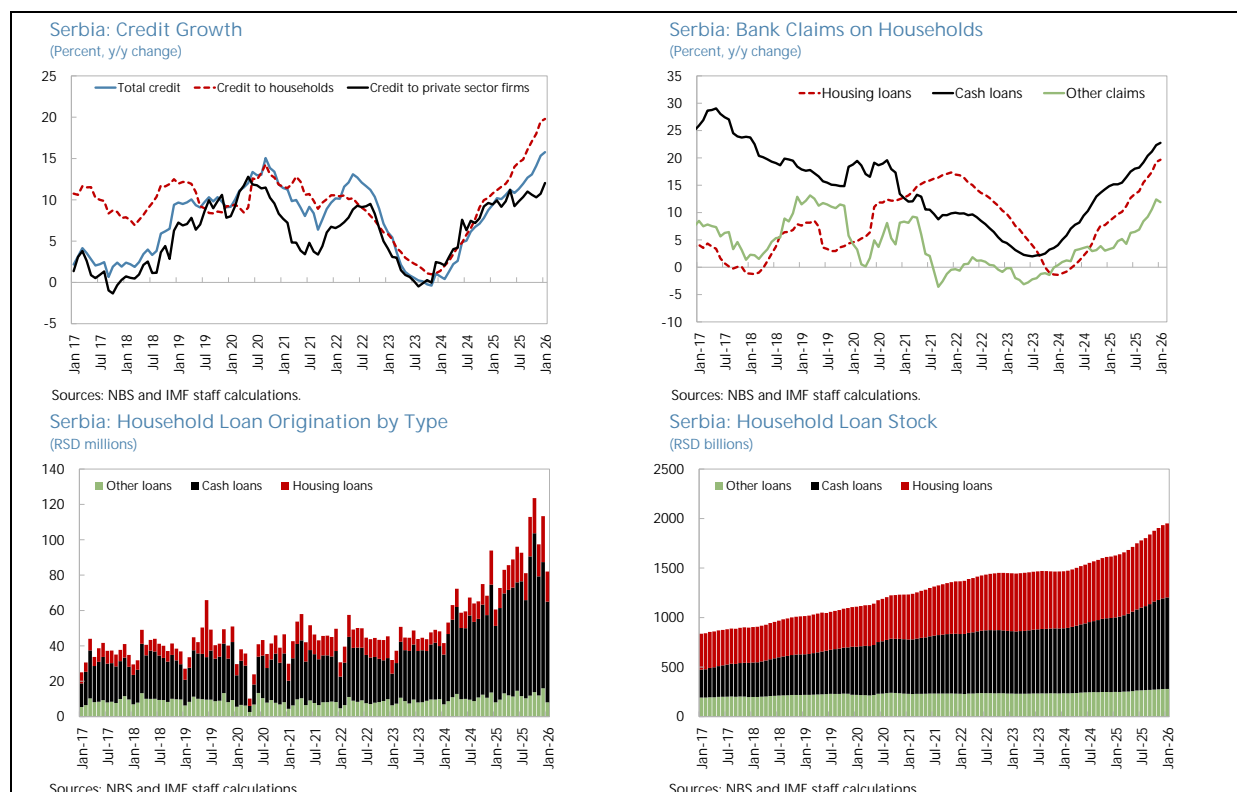 Serbia: Credit Growth
(Percent, y/y change)
25
20
15
10
5
0
-5
Total credit
Credit to households
Credit to private sector firms
Jan 17
Jul 17
Jan 18
Jul 18
Jan 19
Jul 19
Jan 20
Jul 20
Jan 21
Jul 21
Jan 22
Jul 22
Jan 23
Jul 23
Jan 24
Jul 24
Jan 25
Jul 25
Jan 26
Sources: NBS and IMF staff calculations.
Serbia: Bank Claims on Households
(Percent, y/y change)
35
30
25
20
15
10
5
0
-5
-10
Housing loans
Cash loans
Other claims
Jan-17
Jul-17
Jan-18
Jul-18
Jan-19
Jul-19
Jan-20
Jul-20
Jan-21
Jul-21
Jan-22
Jul-22
Jan-23
Jul-23
Jan-24
Jul-24
Jan-25
Jul-25
Jan-26
Sources: NBS and IMF staff calculations.
Serbia: Household Loan Origination by Type
(RSD millions)
140
120
100
80
60
40
20
0
Other loans
Cash loans
Housing loans
Jan-17
Jul-17
Jan-18
Jul-18
Jan-19
Jul-19
Jan-20
Jul-20
Jan-21
Jul-21
Jan-22
Jul-22
Jan-23
Jul-23
Jan-24
Jul-24
Jan-25
Jul-25
Jan-26
Sources: NBS and IMF staff calculations
Serbia: Household Loan Stock
(RSD billions)
2500
2000
1500
1000
500
0
Other loans
Cash loans
Housing loans
Jan-17
Jul-17
Jan-18
Jul-18
Jan-19
Jul-19
Jan-20
Jul-20
Jan-21
Jul-21
Jan-22
Jul-22
Jan-23
Jul-23
Jan-24
Jul-24
Jan-25
Jul-25
Jan-26
Sources: NBS and IMF staff calculations